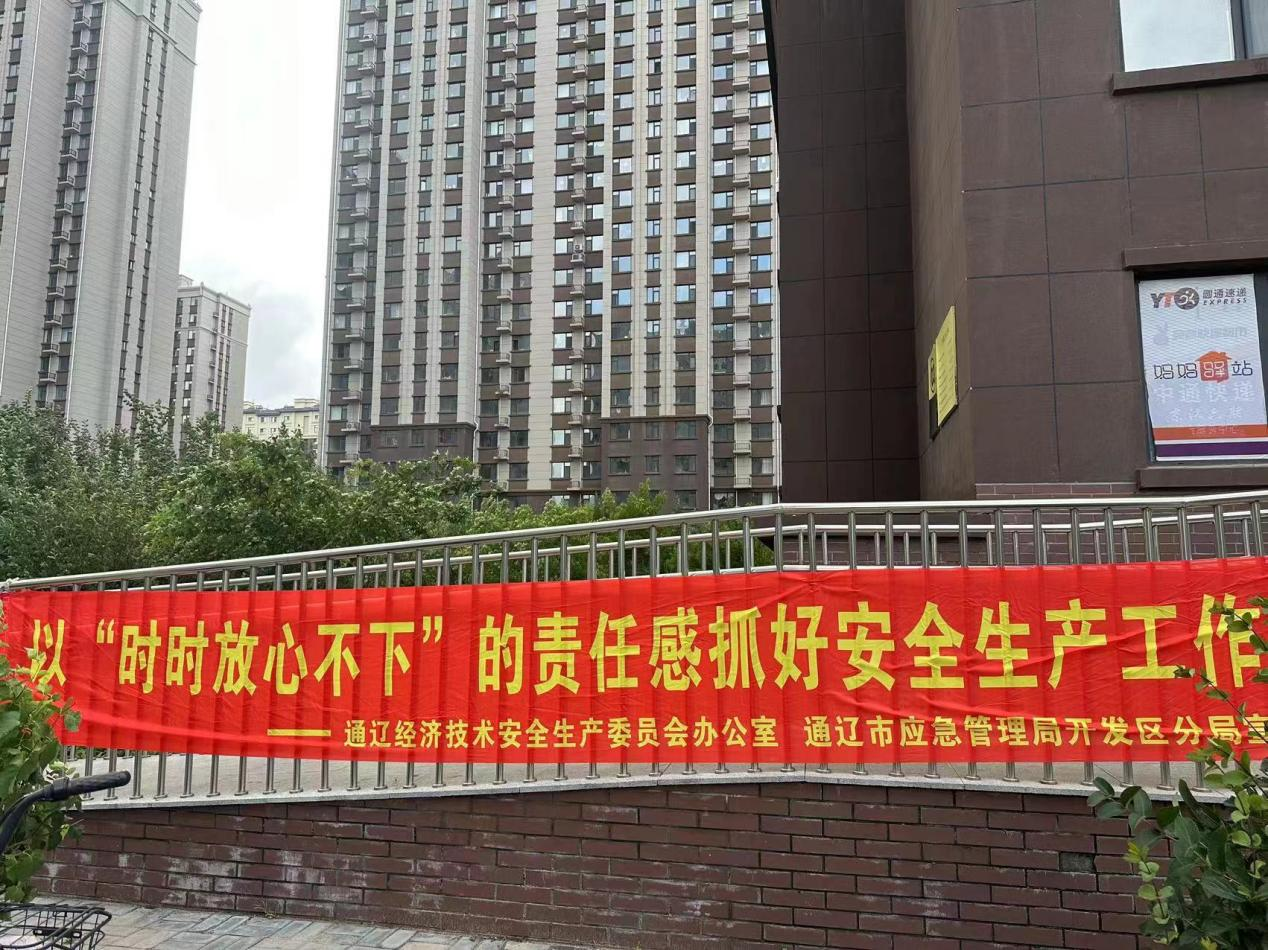 以“时时放心不下”的责任感抓好安全生产工作
——通辽经济技术安全生产委员会办公室 通辽市应急管理局开发区分局宣
YTO 圆通速递
EXPRESS
妈妈驿站
中通快递